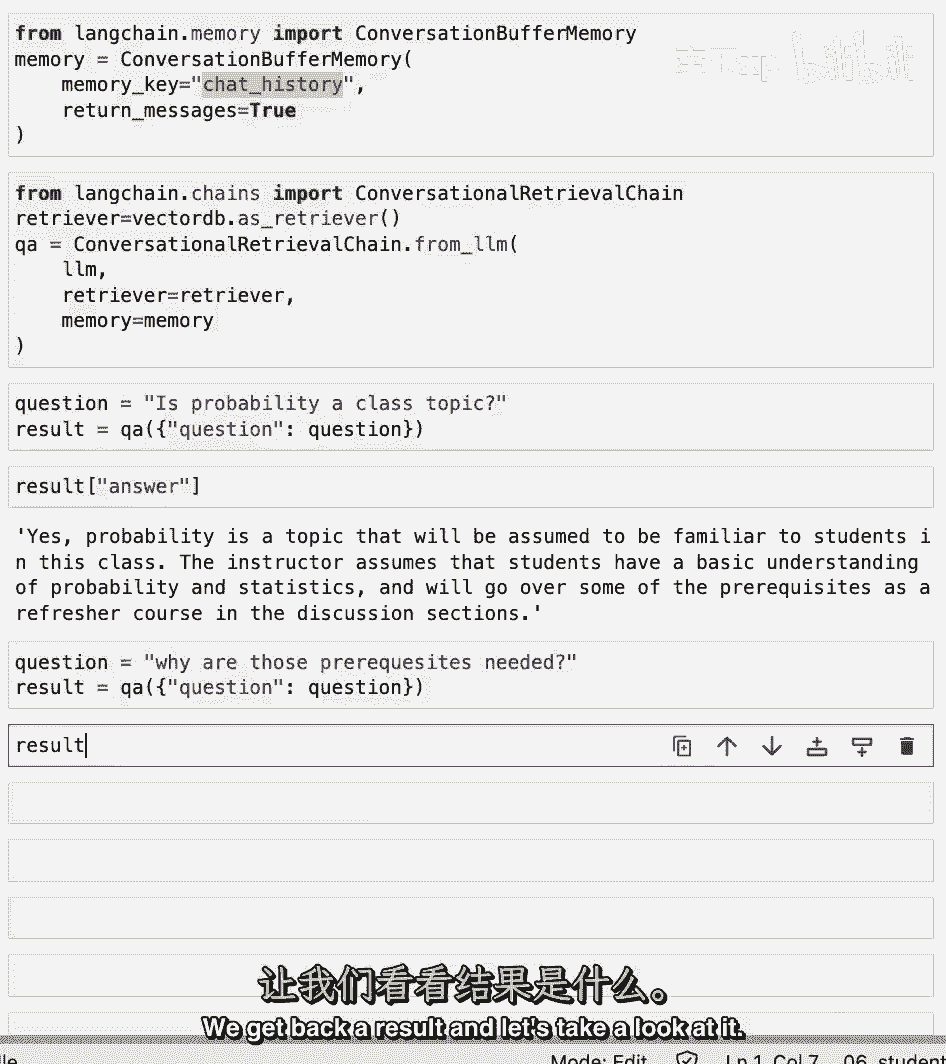 from langchain.memory import ConversationBufferMemory
memory = ConversationBufferMemory(
    memory_key="chat_history",
    return_messages=True
)
from langchain.chains import ConversationalRetrievalChain
retriever=vectordb.as_retriever()
qa = ConversationalRetrievalChain.from_llm(
    llm,
    retriever=retriever,
    memory=memory
)
question = "Is probability a class topic?"
result = qa({"question": question})
result["answer"]
'Yes, probability is a topic that will be assumed to be familiar to students i
n this class. The instructor assumes that students have a basic understanding
of probability and statistics, and will go over some of the prerequisites as a
refresher course in the discussion sections.'
question = "why are those prerequesites needed?"
result = qa({"question": question})
result
让我们看看结果是什么。
We get back a result and let's take a look at it.
Mode: Edit Ln 1, Col 7 06_student